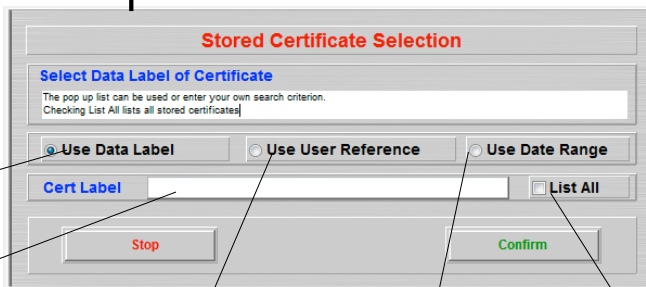 Stored Certificate Selection
Select Data Label of Certificate
The pop up list can be used or enter your own search criterion.
Checking List All lists all stored certificates
Use Data Label
Use User Reference
Use Date Range
Cert Label
List All
Stop
Confirm